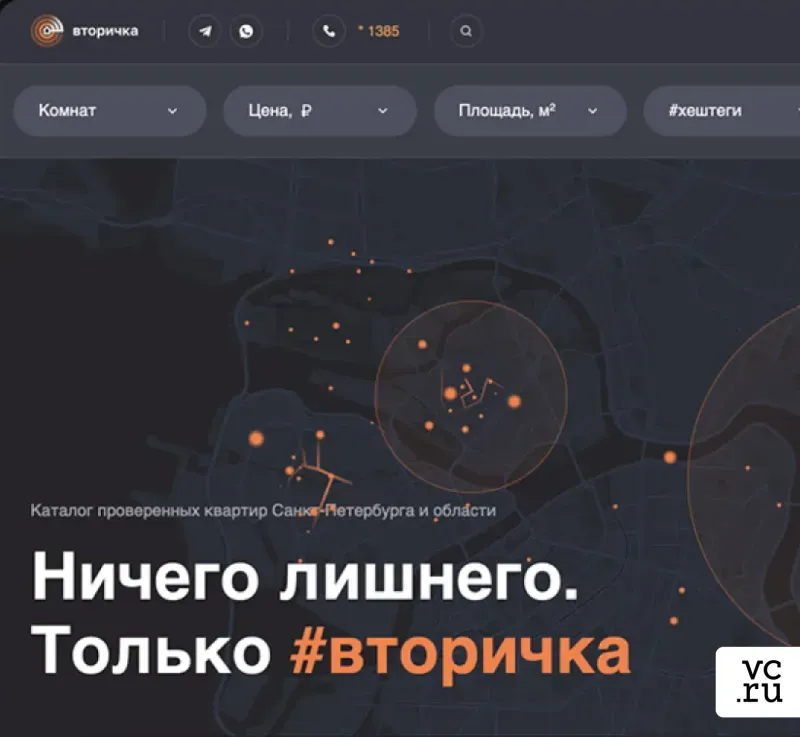 вторичка
* 1385
Комнат
Цена, ₽
Площадь, м²
#хештеги
Каталог проверенных квартир Санкт-Петербурга и области
Ничего лишнего.
Только #вторичка
vc
.ru